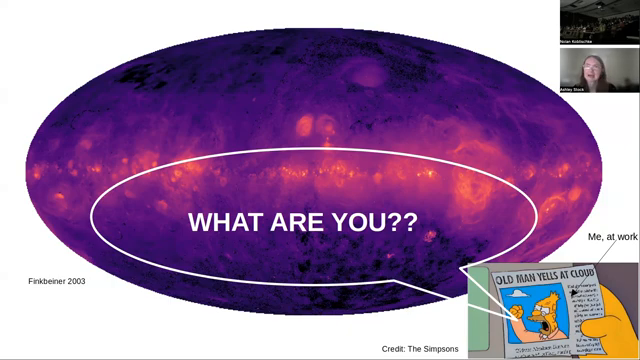 Nolan Koblischke
Ashley Stock
WHAT ARE YOU??
Me, at work
OLD MAN YELLS AT CLOUD
Finkbeiner 2003
Credit: The Simpsons